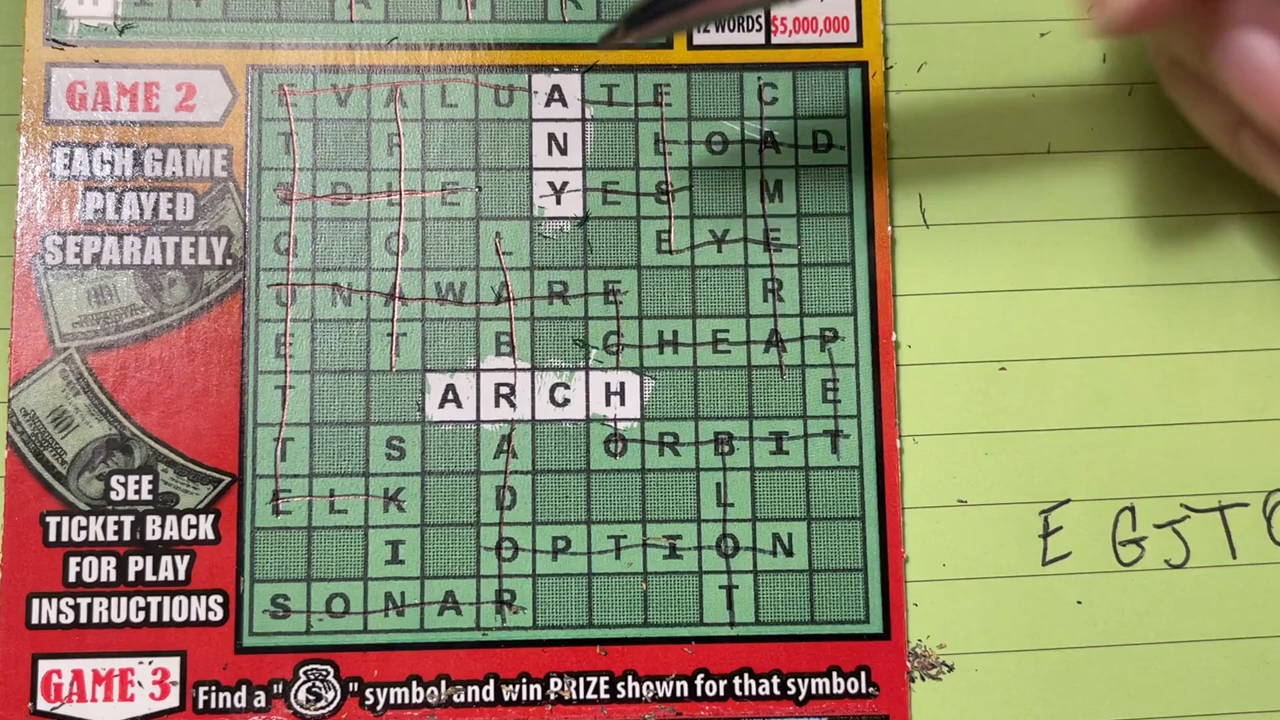 12 WORDS $5,000,000
GAME 2
EACH GAME
PLAYED
SEPARATELY.
SEE
TICKET BACK
FOR PLAY
INSTRUCTIONS
E V A L U A T E C
T R N L O A D
I D L E Y E S M
Q O L E Y E
U N A W A R E R
E T B C H E A P
T A R C H E
T S A O R B I T
E L K D L
I O P T I O N
S O N A R T
E G J T
GAME 3
Find a " $ " symbol and win PRIZE shown for that symbol.